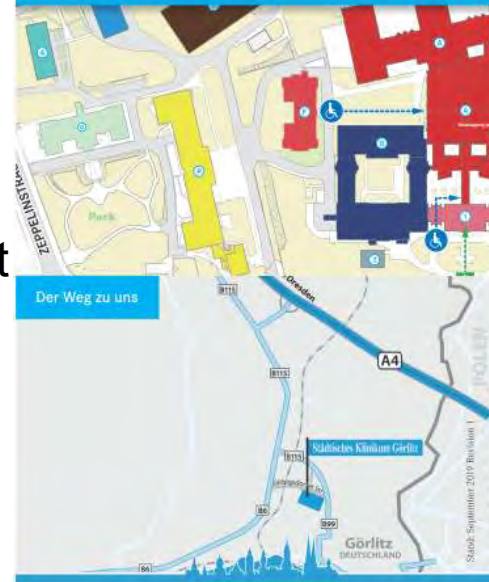 ZEPPELINSTRA
Park
t
Der Weg zu uns
B115
Dresden
A4
POLEN
B115
Städtisches Klinikum Görlitz
B115
B6
B99
Görlitz
DEUTSCHLAND
B6
Stand: September 2019 Revision 1